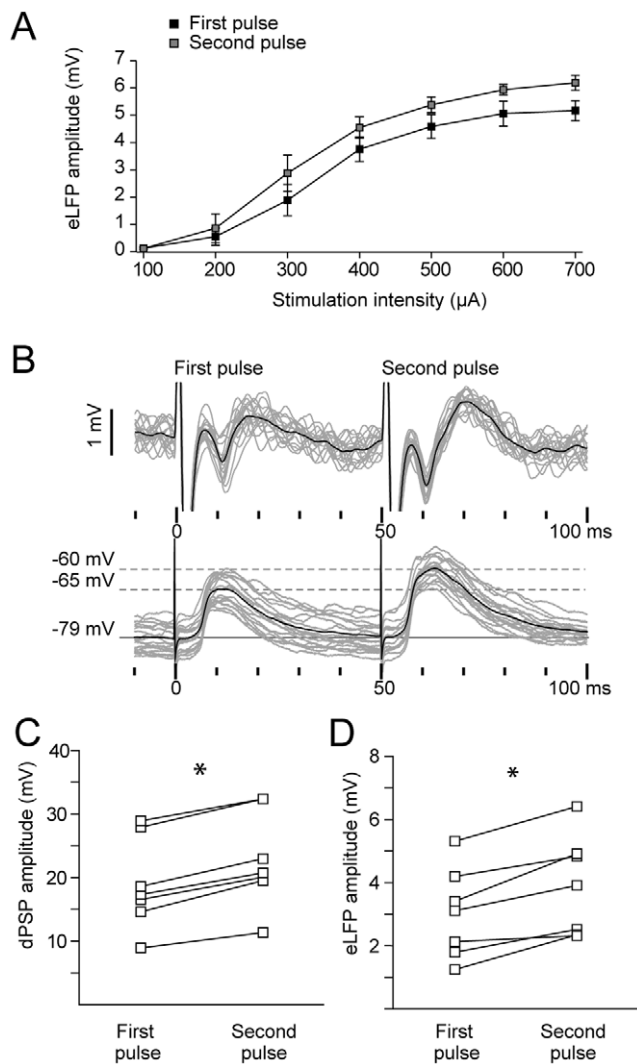 A
First pulse
Second pulse
eLFP amplitude (mV)
7
6
5
4
3
2
1
0
100 200 300 400 500 600 700
Stimulation intensity (µA)
B
First pulse Second pulse
1 mV
0 50 100 ms
-60 mV
-65 mV
-79 mV
0 50 100 ms
C
dPSP amplitude (mV)
40
30
20
10
*
First pulse
Second pulse
D
eLFP amplitude (mV)
8
6
4
2
0
*
First pulse
Second pulse